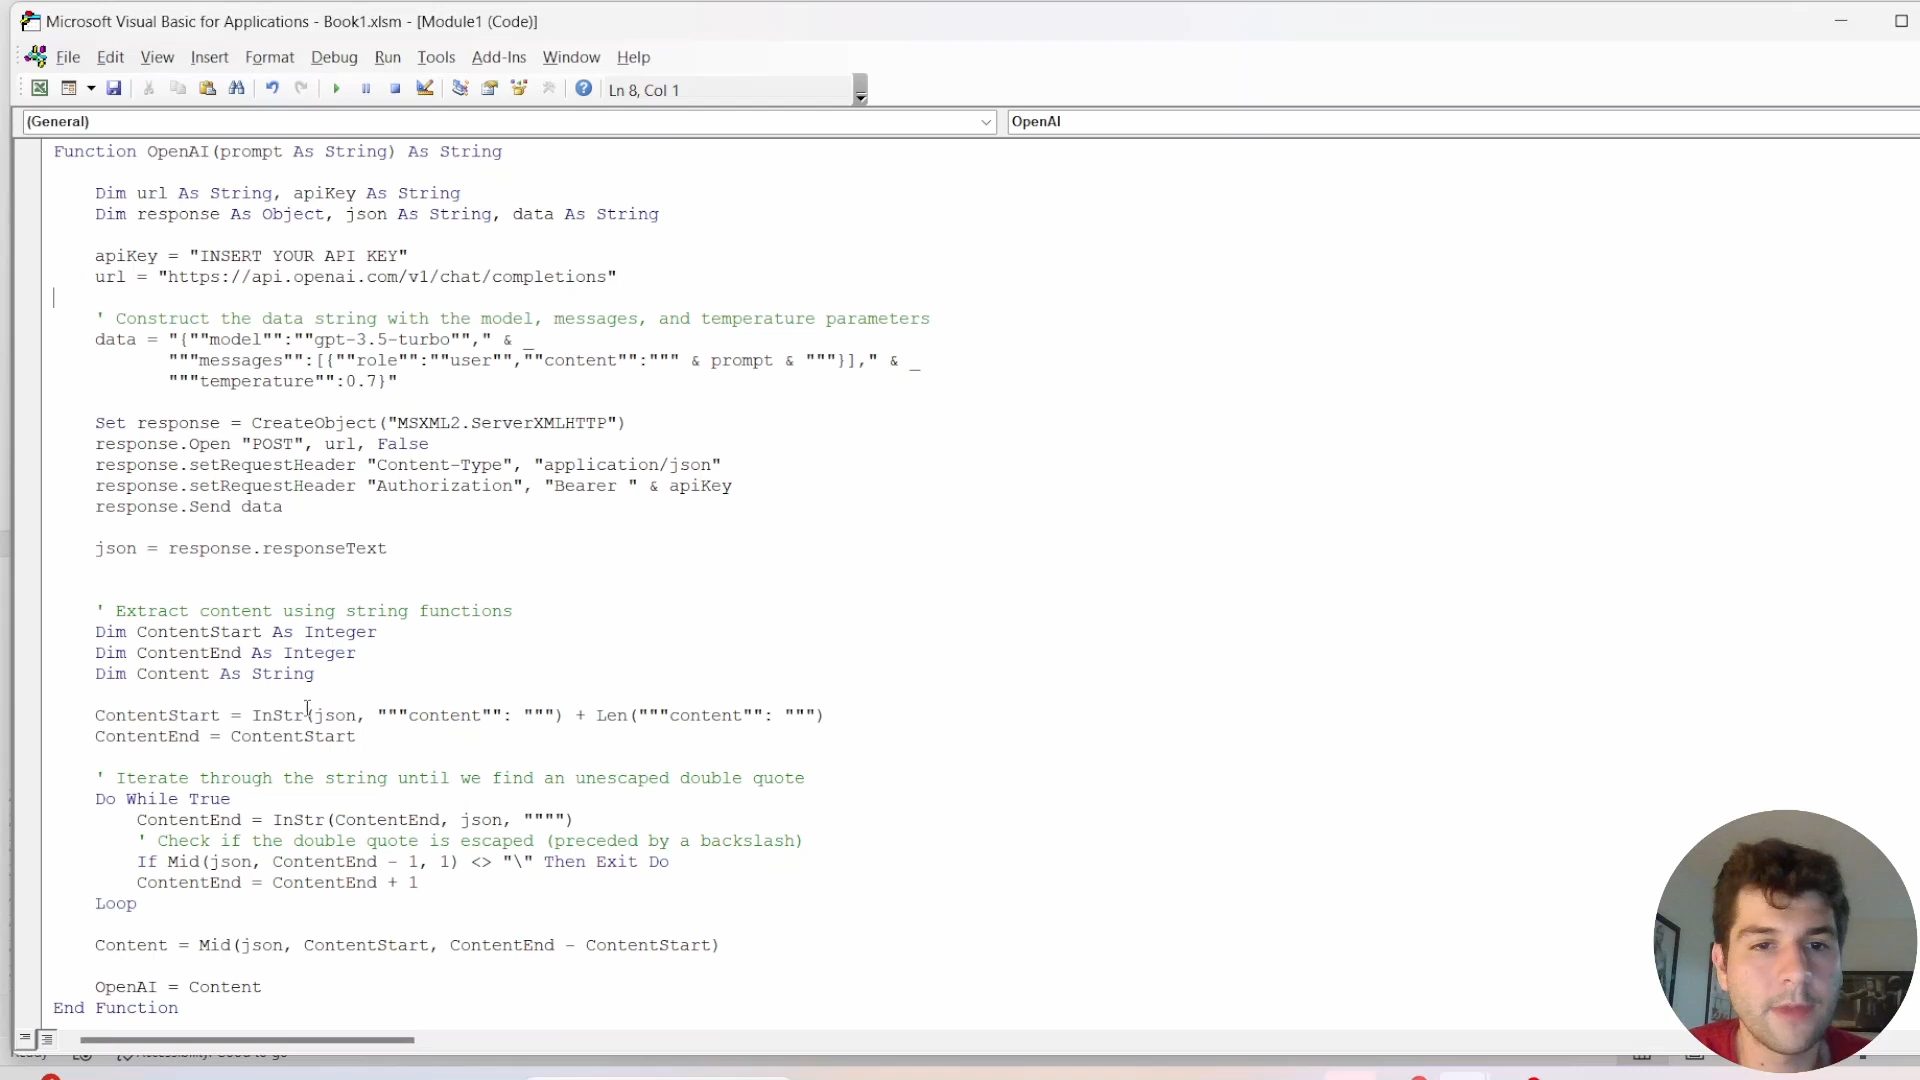 Microsoft Visual Basic for Applications - Book1.xlsm - [Module1 (Code)]
File Edit View Insert Format Debug Run Tools Add-Ins Window Help
Ln 8, Col 1
(General) OpenAI
Function OpenAI(prompt As String) As String
Dim url As String, apiKey As String
Dim response As Object, json As String, data As String
apiKey = "INSERT YOUR API KEY"
url = "https://api.openai.com/v1/chat/completions"
' Construct the data string with the model, messages, and temperature parameters
data = "{""model"":""gpt-3.5-turbo""," & _
"""messages"":[{""role"":""user"",""content"":""" & prompt & """}]," & _
"""temperature"":0.7}"
Set response = CreateObject("MSXML2.ServerXMLHTTP")
response.Open "POST", url, False
response.setRequestHeader "Content-Type", "application/json"
response.setRequestHeader "Authorization", "Bearer " & apiKey
response.Send data
json = response.responseText
' Extract content using string functions
Dim ContentStart As Integer
Dim ContentEnd As Integer
Dim Content As String
ContentStart = InStr(json, """content"": """) + Len("""content"": """)
ContentEnd = ContentStart
' Iterate through the string until we find an unescaped double quote
Do While True
ContentEnd = InStr(ContentEnd, json, """")
' Check if the double quote is escaped (preceded by a backslash)
If Mid(json, ContentEnd - 1, 1) <> "\" Then Exit Do
ContentEnd = ContentEnd + 1
Loop
Content = Mid(json, ContentStart, ContentEnd - ContentStart)
OpenAI = Content
End Function